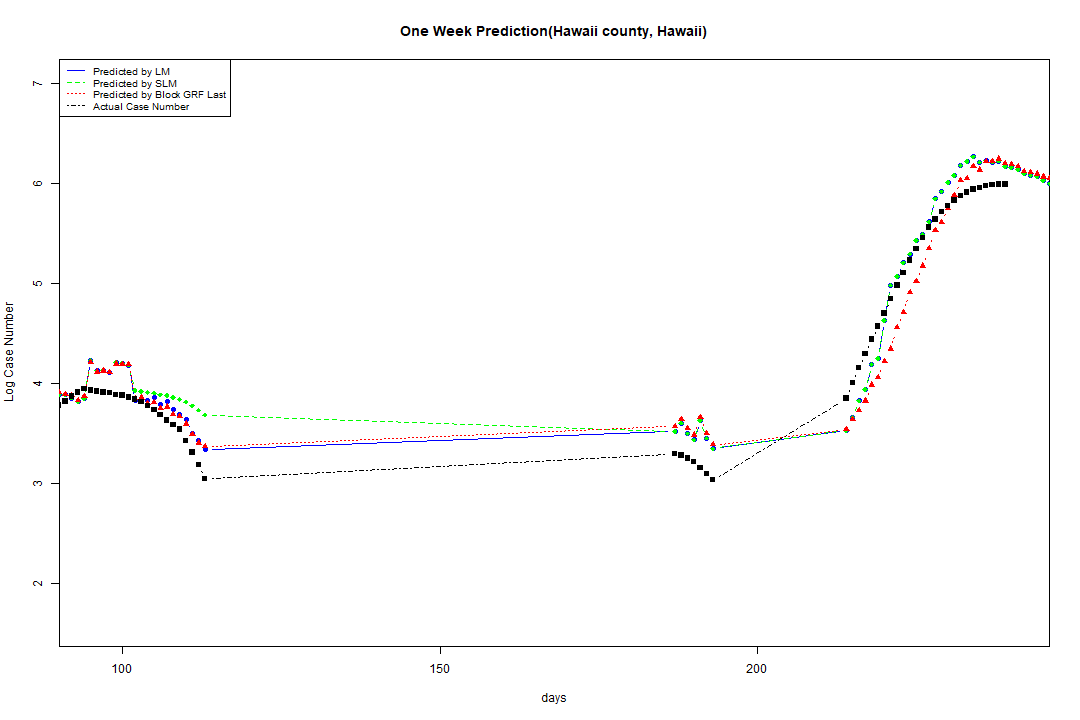 One Week Prediction(Hawaii county, Hawaii)
Predicted by LM
Predicted by SLM
Predicted by Block GRF Last
Actual Case Number
7
6
5
4
3
2
Log Case Number
100 150 200
days